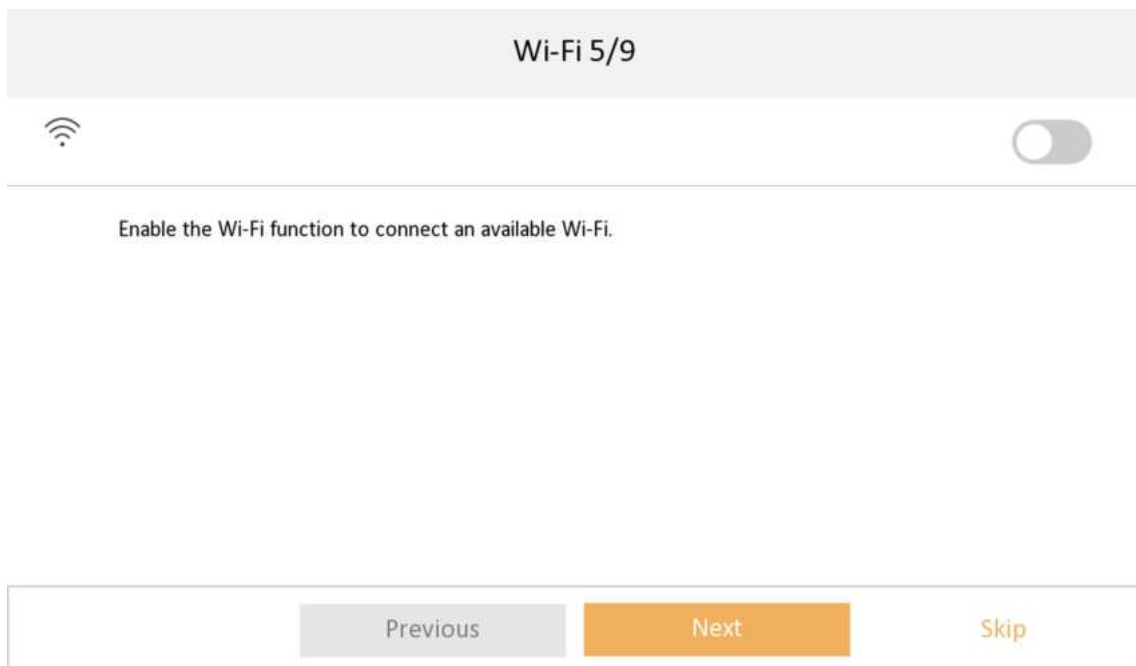 Wi-Fi 5/9
Enable the Wi-Fi function to connect an available Wi-Fi.
Previous
Next
Skip